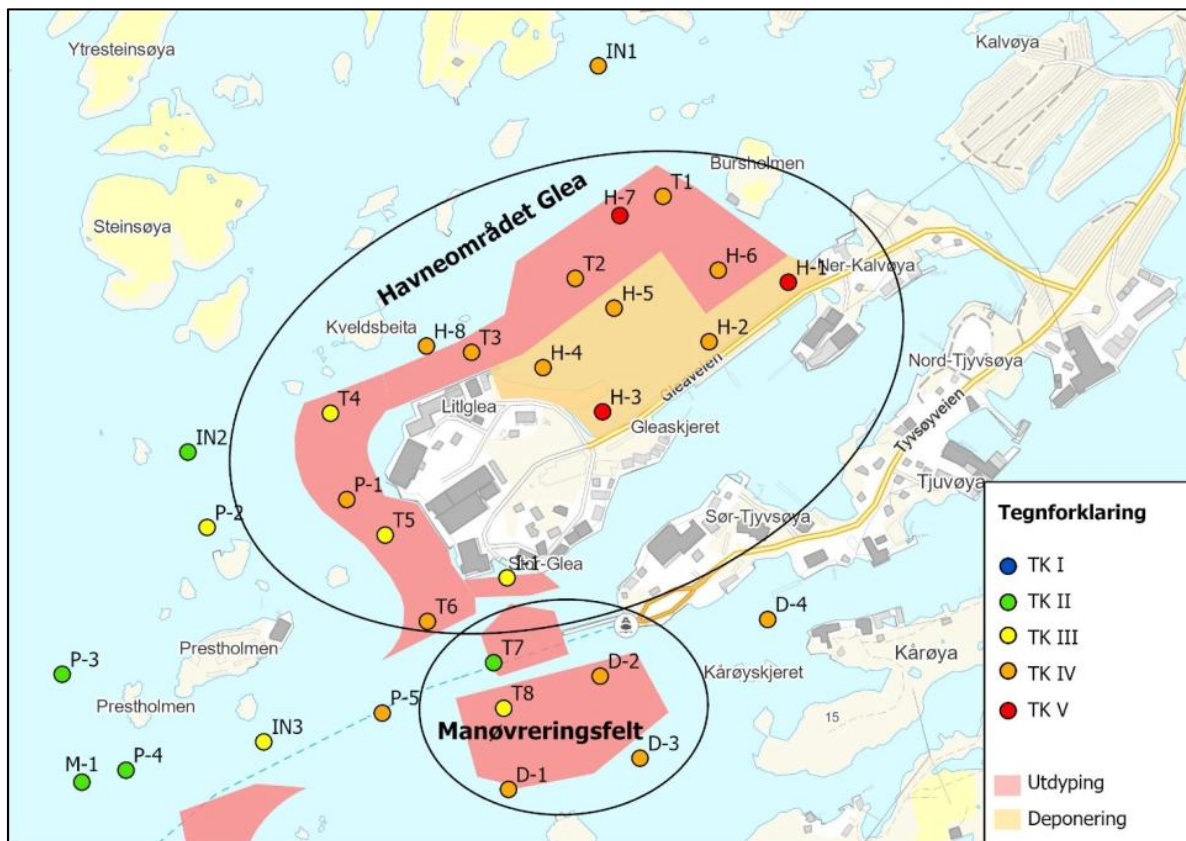 Ytresteinsøya
IN1
Kalvøya
Bursholmen
Havneområdet Glea
T1
H-7
Steinsøya
H-6
H-1
Ner-Kalvøya
T2
H-5
Kveldsbeita
H-8
T3
H-2
H-4
Nord-Tjyvsøya
Gleaveien
T4
Litlglea
H-3
Gleaskjeret
Tyvsøyveien
IN2
P-1
Tjuvøya
P-2
T5
Sør-Tjyvsøya
Stor-Glea
I-1
T6
D-4
Prestholmen
T7
Kårøya
P-3
D-2
Kårøyskjeret
Prestholmen
P-5
T8
15
Manøvreringsfelt
IN3
D-3
M-1
P-4
D-1
Tegnforklaring
TK I
TK II
TK III
TK IV
TK V
Utdyping
Deponering